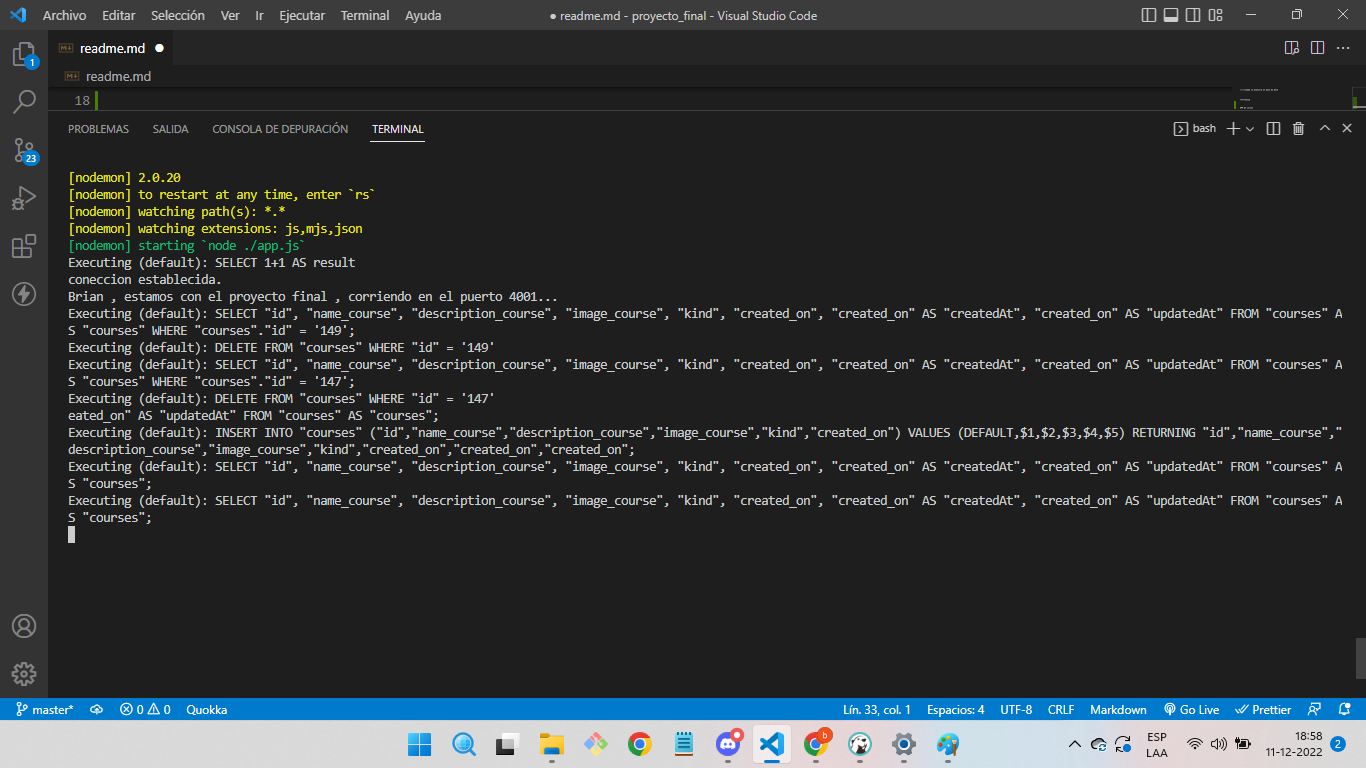 Archivo Editar Selección Ver Ir Ejecutar Terminal Ayuda
● readme.md - proyecto_final - Visual Studio Code
readme.md
readme.md
1
18
23
PROBLEMAS SALIDA CONSOLA DE DEPURACIÓN TERMINAL
bash
[nodemon] 2.0.20
[nodemon] to restart at any time, enter `rs`
[nodemon] watching path(s): *.*
[nodemon] watching extensions: js,mjs,json
[nodemon] starting `node ./app.js`
Executing (default): SELECT 1+1 AS result
coneccion establecida.
Brian , estamos con el proyecto final , corriendo en el puerto 4001...
Executing (default): SELECT "id", "name_course", "description_course", "image_course", "kind", "created_on", "created_on" AS "createdAt", "created_on" AS "updatedAt" FROM "courses" A
S "courses" WHERE "courses"."id" = '149';
Executing (default): DELETE FROM "courses" WHERE "id" = '149'
Executing (default): SELECT "id", "name_course", "description_course", "image_course", "kind", "created_on", "created_on" AS "createdAt", "created_on" AS "updatedAt" FROM "courses" A
S "courses" WHERE "courses"."id" = '147';
Executing (default): DELETE FROM "courses" WHERE "id" = '147'
eated_on" AS "updatedAt" FROM "courses" AS "courses";
Executing (default): INSERT INTO "courses" ("id","name_course","description_course","image_course","kind","created_on") VALUES (DEFAULT,$1,$2,$3,$4,$5) RETURNING "id","name_course","
description_course","image_course","kind","created_on","created_on","created_on";
Executing (default): SELECT "id", "name_course", "description_course", "image_course", "kind", "created_on", "created_on" AS "createdAt", "created_on" AS "updatedAt" FROM "courses" A
S "courses";
Executing (default): SELECT "id", "name_course", "description_course", "image_course", "kind", "created_on", "created_on" AS "createdAt", "created_on" AS "updatedAt" FROM "courses" A
S "courses";
master* 0 0 Quokka
Lín. 33, col. 1 Espacios: 4 UTF-8 CRLF Markdown Go Live Prettier
b
ESP
LAA
18:58
11-12-2022
2